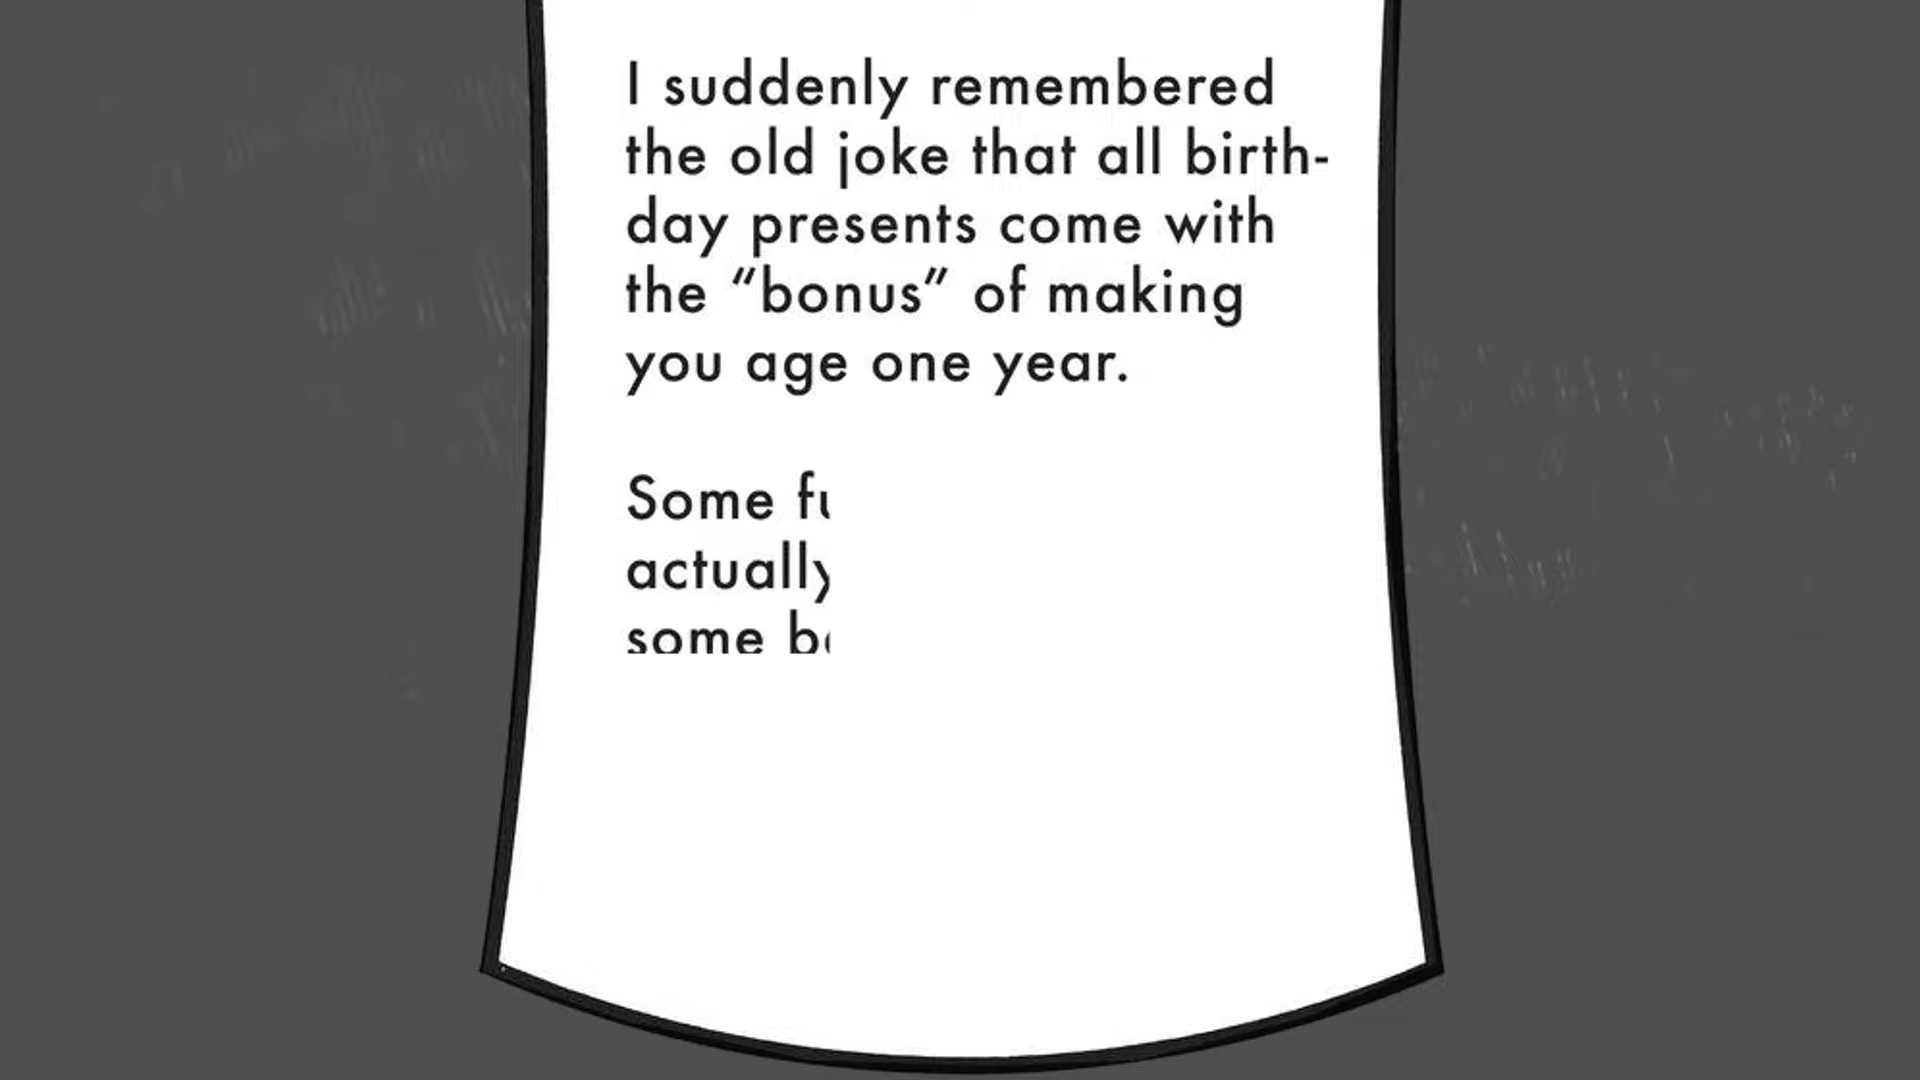 I suddenly remembered
the old joke that all birth-
day presents come with
the “bonus” of making
you age one year.
Some
actually
some